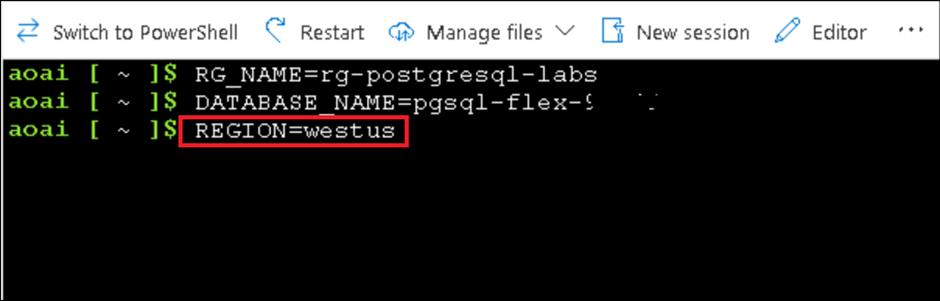 Switch to PowerShell Restart Manage files New session Editor ...
aoai [ ~ ]$ RG_NAME=rg-postgresql-labs
aoai [ ~ ]$ DATABASE_NAME=pgsql-flex-
aoai [ ~ ]$ REGION=westus